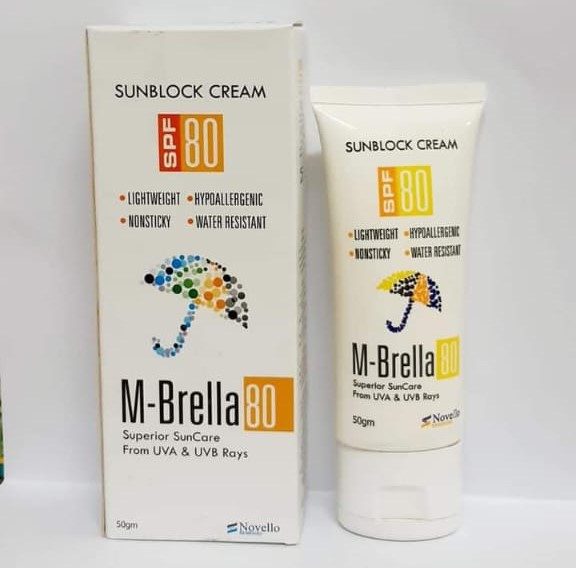 SUNBLOCK CREAM
SPF 80
• LIGHTWEIGHT • HYPOALLERGENIC
• NONSTICKY • WATER RESISTANT
M-Brella 80
Superior SunCare
From UVA & UVB Rays
50gm
Novello
SUNBLOCK CREAM
SPF 80
• LIGHTWEIGHT • HYPOALLERGENIC
• NONSTICKY • WATER RESISTANT
M-Brella 80
Superior SunCare
From UVA & UVB Rays
50gm
Novello